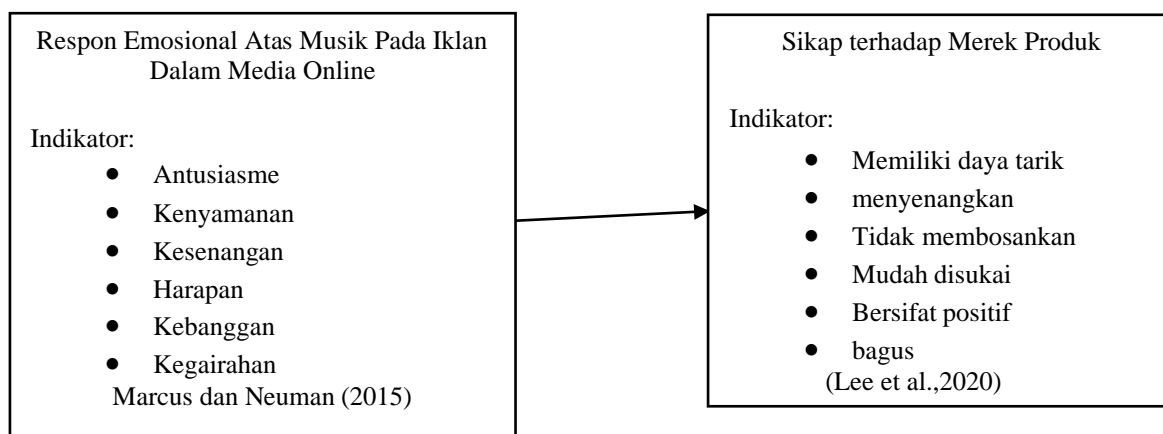 Respon Emosional Atas Musik Pada Iklan
Dalam Media Online
Indikator:
● Antusiasme
● Kenyamanan
● Kesenangan
● Harapan
● Kebanggan
● Kegairahan
Marcus dan Neuman (2015)
Sikap terhadap Merek Produk
Indikator:
● Memiliki daya tarik
● menyenangkan
● Tidak membosankan
● Mudah disukai
● Bersifat positif
● bagus
(Lee et al.,2020)